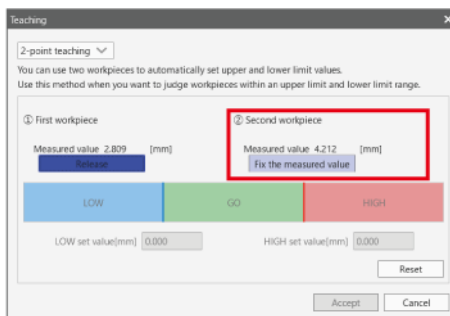 Teaching
2-point teaching
You can use two workpieces to automatically set upper and lower limit values.
Use this method when you want to judge workpieces within an upper limit and lower limit range.
① First workpiece ② Second workpiece
Measured value 2.809 [mm] Measured value 4.212 [mm]
Release Fix the measured value
LOW GO HIGH
LOW set value[mm] 0.000 HIGH set value[mm] 0.000
Reset
Accept Cancel